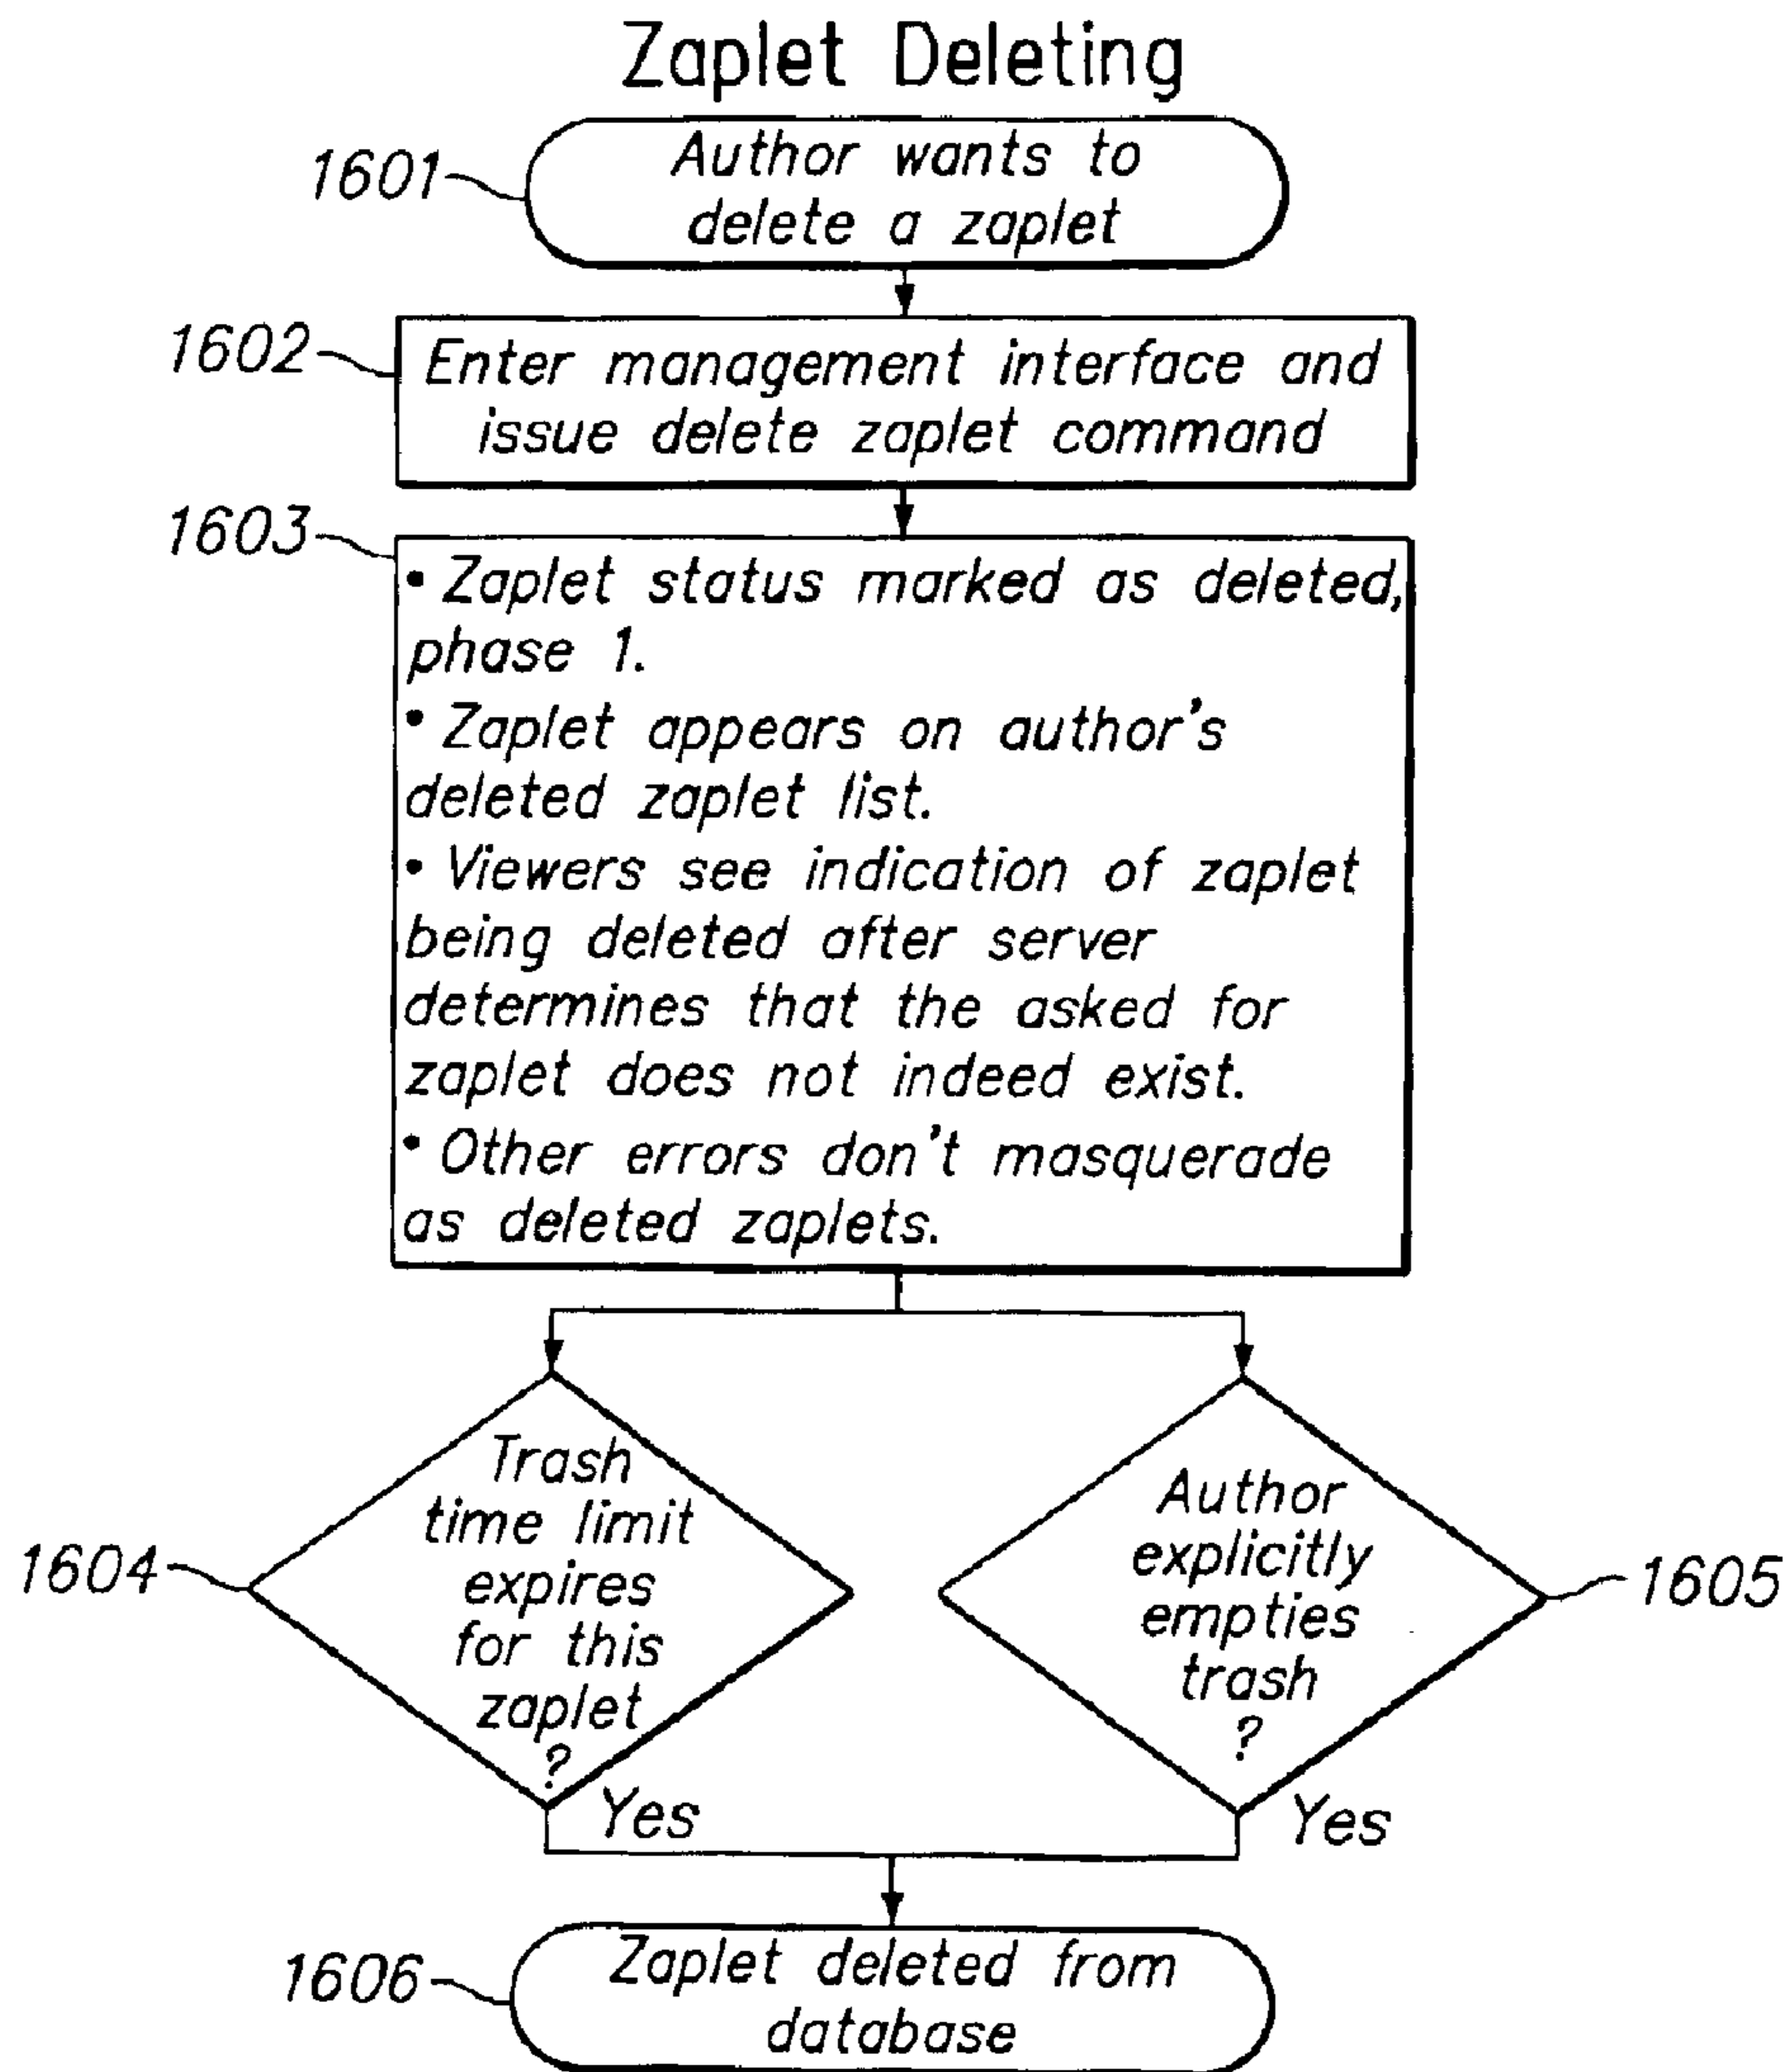 Zaplet Deleting
1601
Author wants to
delete a zaplet
1602
Enter management interface and
issue delete zaplet command
1603
• Zaplet status marked as deleted,
phase 1.
• Zaplet appears on author's
deleted zaplet list.
• Viewers see indication of zaplet
being deleted after server
determines that the asked for
zaplet does not indeed exist.
• Other errors don't masquerade
as deleted zaplets.
1604
Trash
time limit
expires
for this
zaplet
?
Yes
Author
explicitly
empties
trash
?
1605
Yes
1606
Zaplet deleted from
database